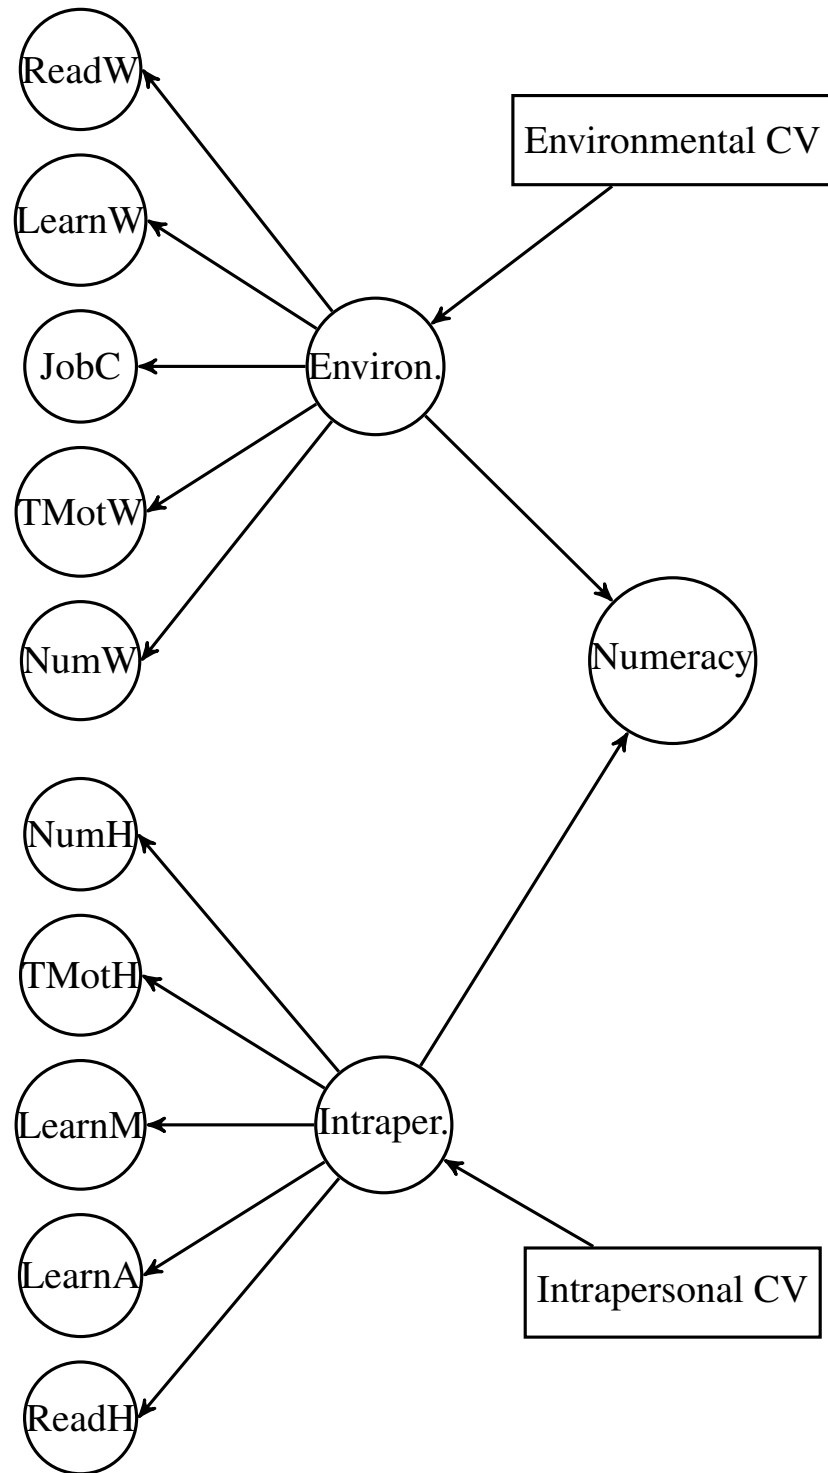 ReadW
Environmental CV
LearnW
JobC
Environ.
TMotW
NumW
Numeracy
NumH
TMotH
LearnM
Intraper.
LearnA
Intrapersonal CV
ReadH